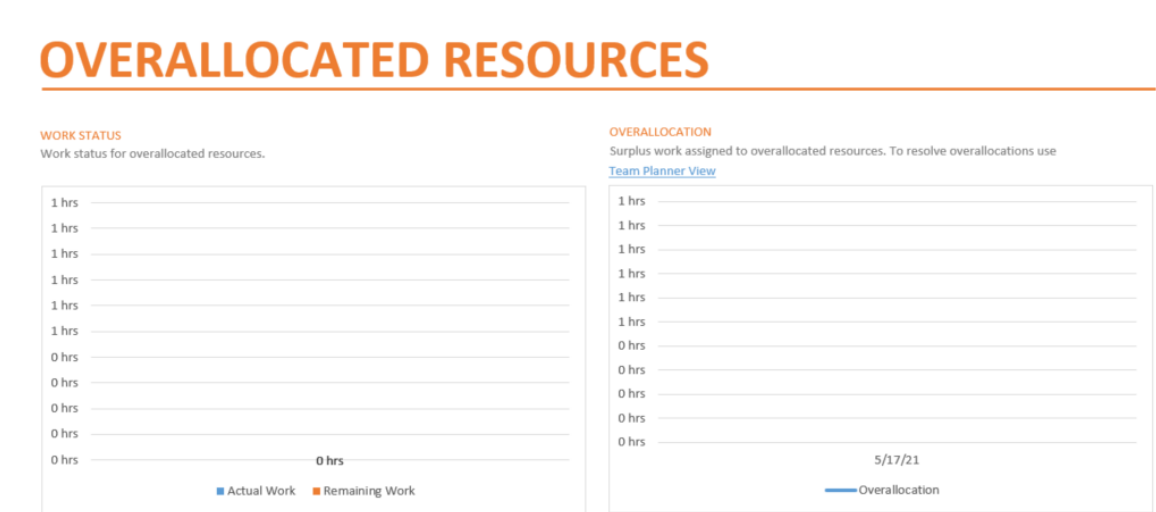 OVERALLOCATED RESOURCES
WORK STATUS
Work status for overallocated resources.
1 hrs
1 hrs
1 hrs
1 hrs
1 hrs
1 hrs
0 hrs
0 hrs
0 hrs
0 hrs
0 hrs
0 hrs
Actual Work
Remaining Work
OVERALLOCATION
Surplus work assigned to overallocated resources. To resolve overallocations use
Team Planner View
1 hrs
1 hrs
1 hrs
1 hrs
1 hrs
1 hrs
0 hrs
0 hrs
0 hrs
0 hrs
0 hrs
5/17/21
Overallocation